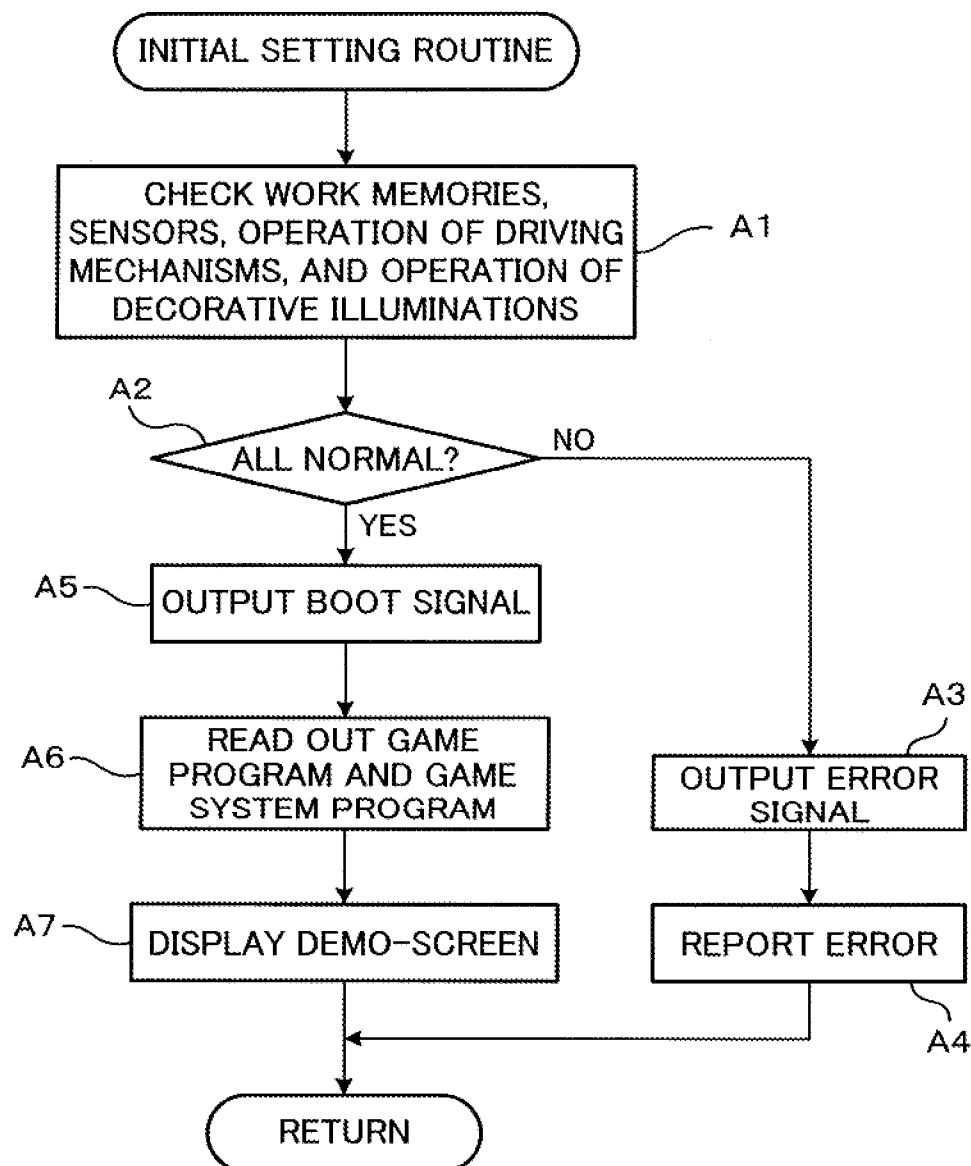 INITIAL SETTING ROUTINE
CHECK WORK MEMORIES,
SENSORS, OPERATION OF DRIVING
MECHANISMS, AND OPERATION OF
DECORATIVE ILLUMINATIONS
A1
A2
ALL NORMAL?
NO
YES
A5
OUTPUT BOOT SIGNAL
A6
READ OUT GAME
PROGRAM AND GAME
SYSTEM PROGRAM
A3
OUTPUT ERROR
SIGNAL
A7
DISPLAY DEMO-SCREEN
REPORT ERROR
A4
RETURN